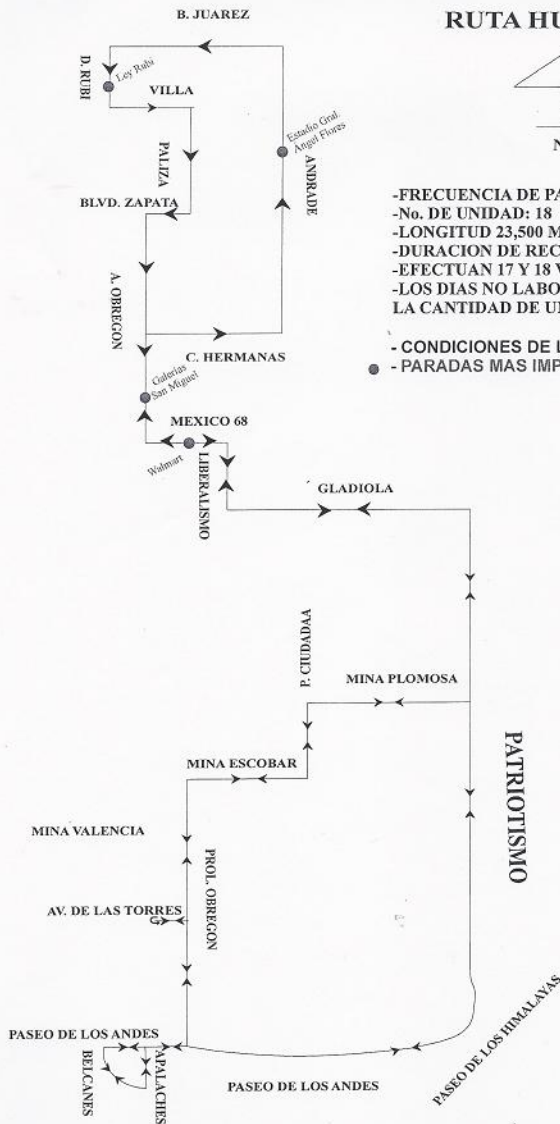 B. JUAREZ
RUTA HU
D. RUBI
Ley Rubi
VILLA
Estadio Gral.
Angel Flores
PALIZA
ANDRADE
BLVD. ZAPATA
-FRECUENCIA DE PA
-No. DE UNIDAD: 18
-LONGITUD 23,500 M
-DURACION DE REC
-EFECTUAN 17 Y 18 V
-LOS DIAS NO LABO
LA CANTIDAD DE U
A. OBREGON
C. HERMANAS
- CONDICIONES DE L
- PARADAS MAS IMP
Galerias
San Miguel
MEXICO 68
Walmart
LIBERALISMO
GLADIOLA
P. CIUDADAA
MINA PLOMOSA
MINA ESCOBAR
PATRIOTISMO
MINA VALENCIA
PROL. OBREGON
AV. DE LAS TORRES
PASEO DE LOS ANDES
BELCANES
APALACHES
PASEO DE LOS ANDES
PASEO DE LOS HIMALAYAS